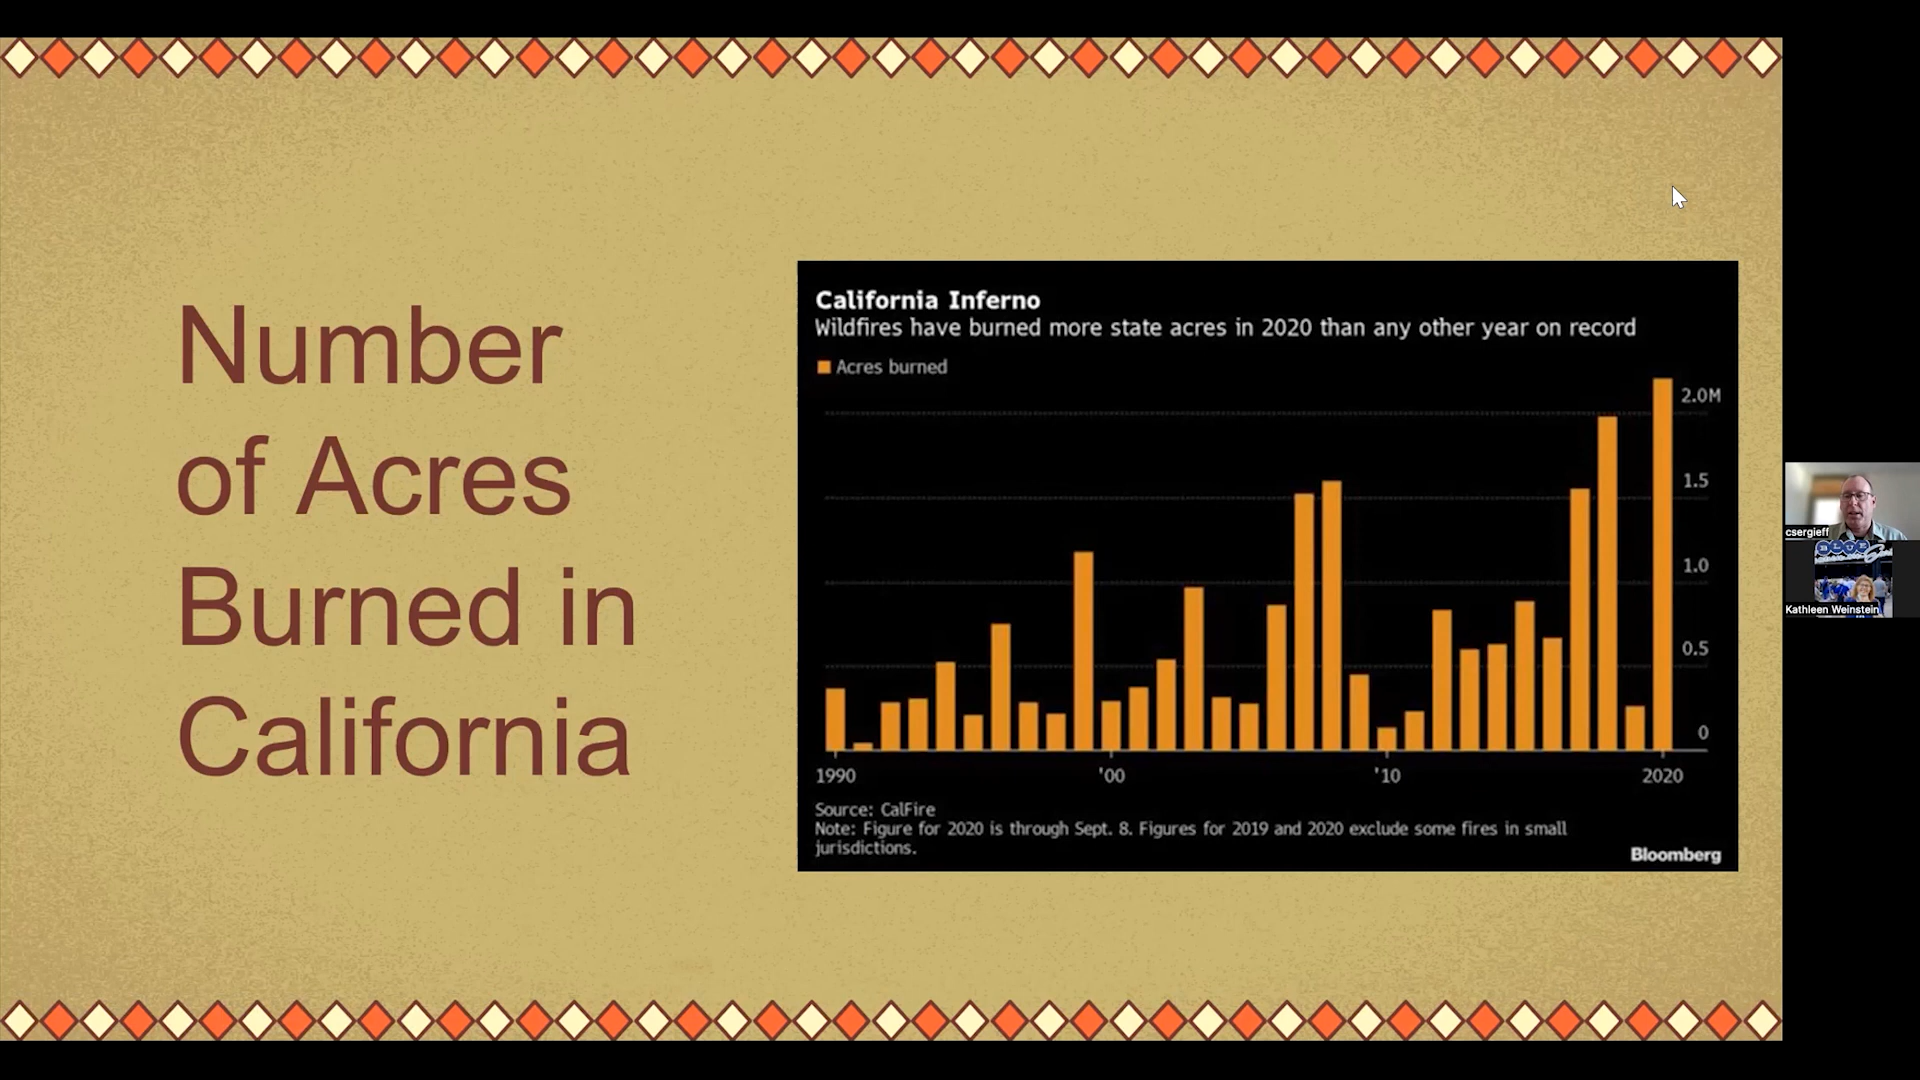 Number
of Acres
Burned in
California
California Inferno
Wildfires have burned more state acres in 2020 than any other year on record
Acres burned
2.0M
1.5
1.0
0.5
0
1990 '00 '10 2020
Source: CalFire
Note: Figure for 2020 is through Sept. 8. Figures for 2019 and 2020 exclude some fires in small
jurisdictions.
Bloomberg
csergieff
BLUE
Kathleen Weinstein